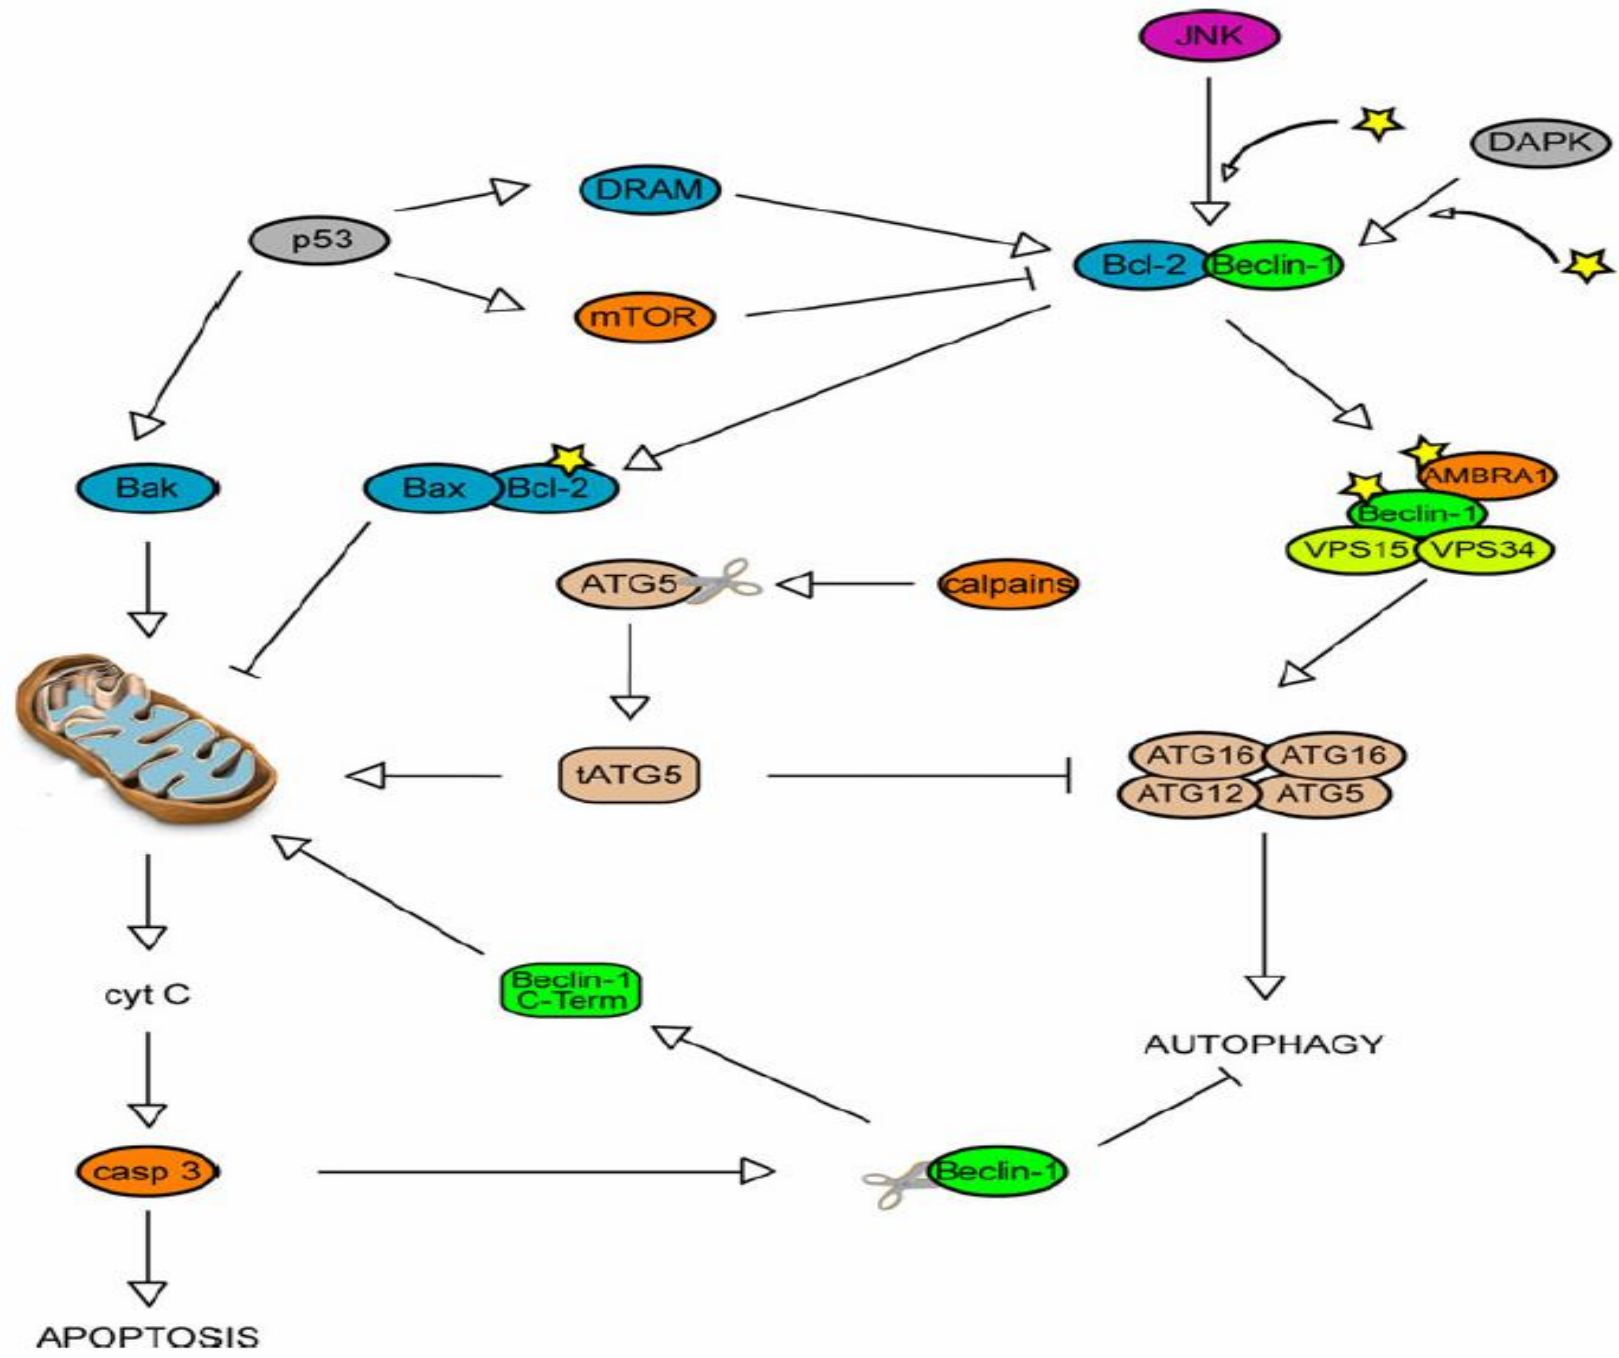 JNK
DAPK
DRAM
p53
Bcl-2
Beclin-1
mTOR
Bak
Bax
Bcl-2
AMBRA1
Beclin-1
VPS15
VPS34
ATG5
calpains
tATG5
ATG16
ATG16
ATG12
ATG5
cyt C
Beclin-1
C-Term
AUTOPHAGY
casp 3
Beclin-1
APOPTOSIS